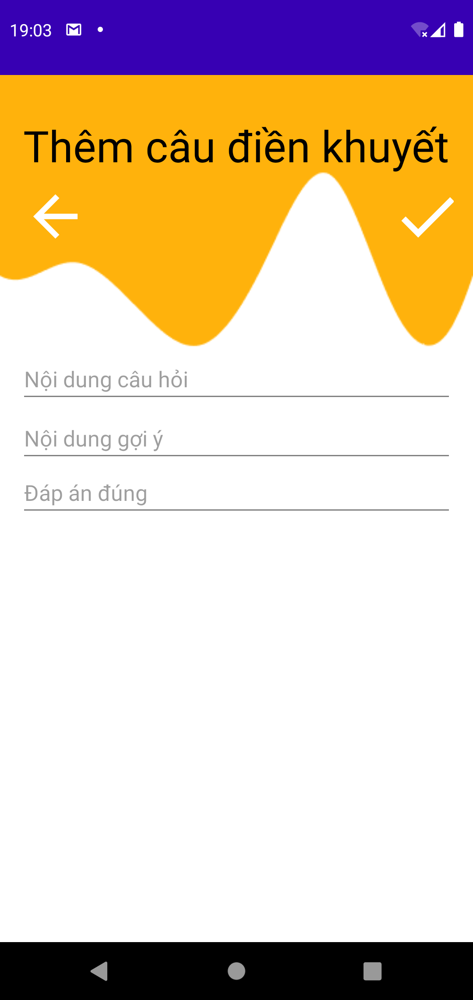 19:03
Thêm câu điền khuyết
Nội dung câu hỏi
Nội dung gợi ý
Đáp án đúng